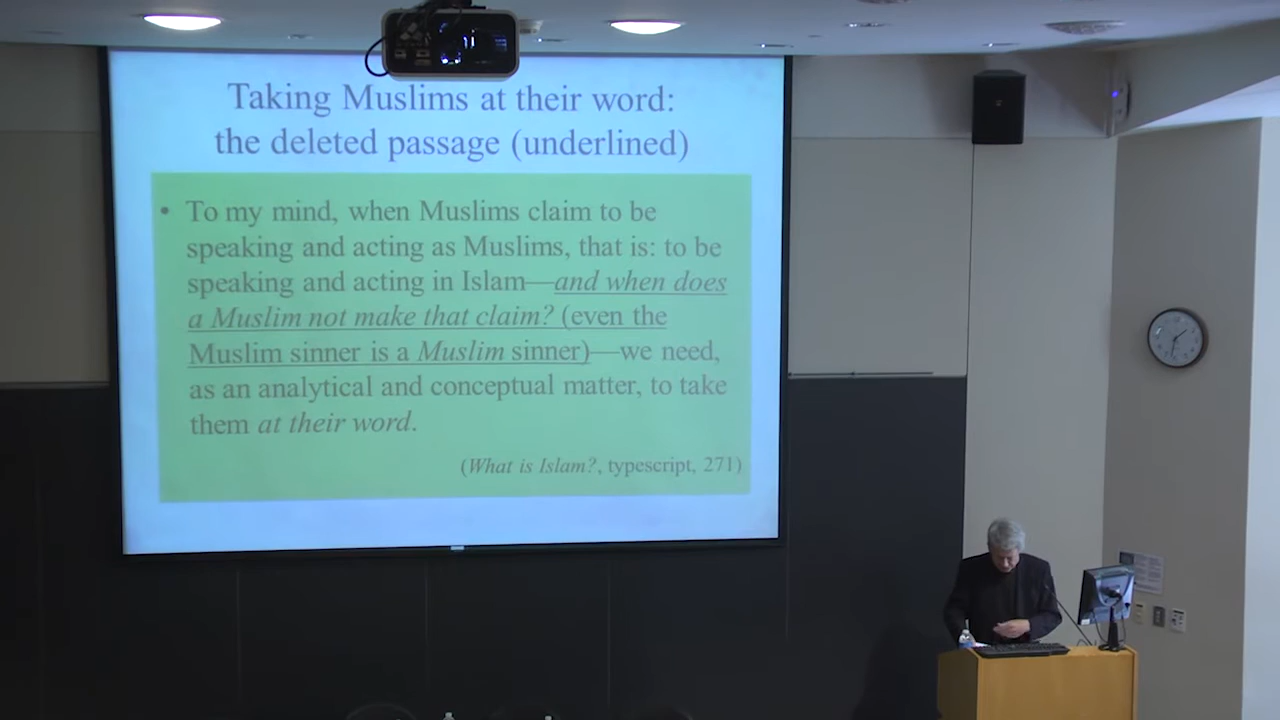 Taking Muslims at their word:
the deleted passage (underlined)
• To my mind, when Muslims claim to be
speaking and acting as Muslims, that is: to be
speaking and acting in Islam—and when does
a Muslim not make that claim? (even the
Muslim sinner is a Muslim sinner)—we need,
as an analytical and conceptual matter, to take
them at their word.
(What is Islam?, typescript, 271)